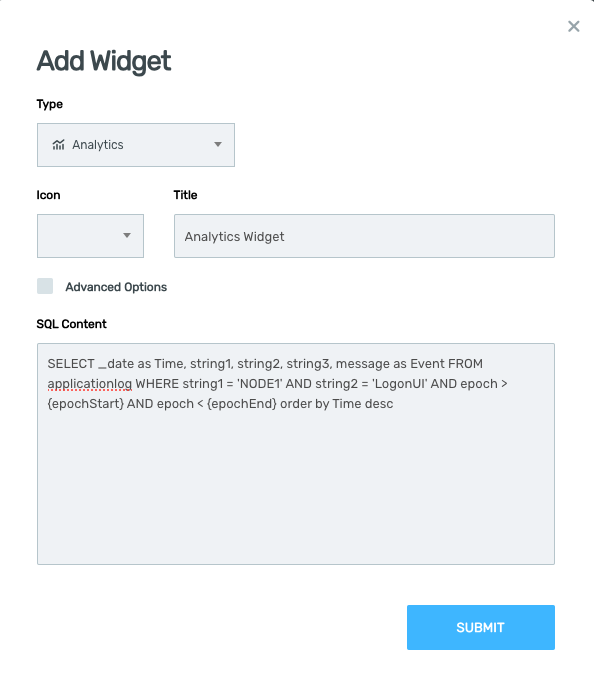 Add Widget
Type
Analytics
Icon
Title
Analytics Widget
Advanced Options
SQL Content
SELECT _date as Time, string1, string2, string3, message as Event FROM
applicationlog WHERE string1 = 'NODE1' AND string2 = 'LogonUI' AND epoch >
{epochStart} AND epoch < {epochEnd} order by Time desc
SUBMIT